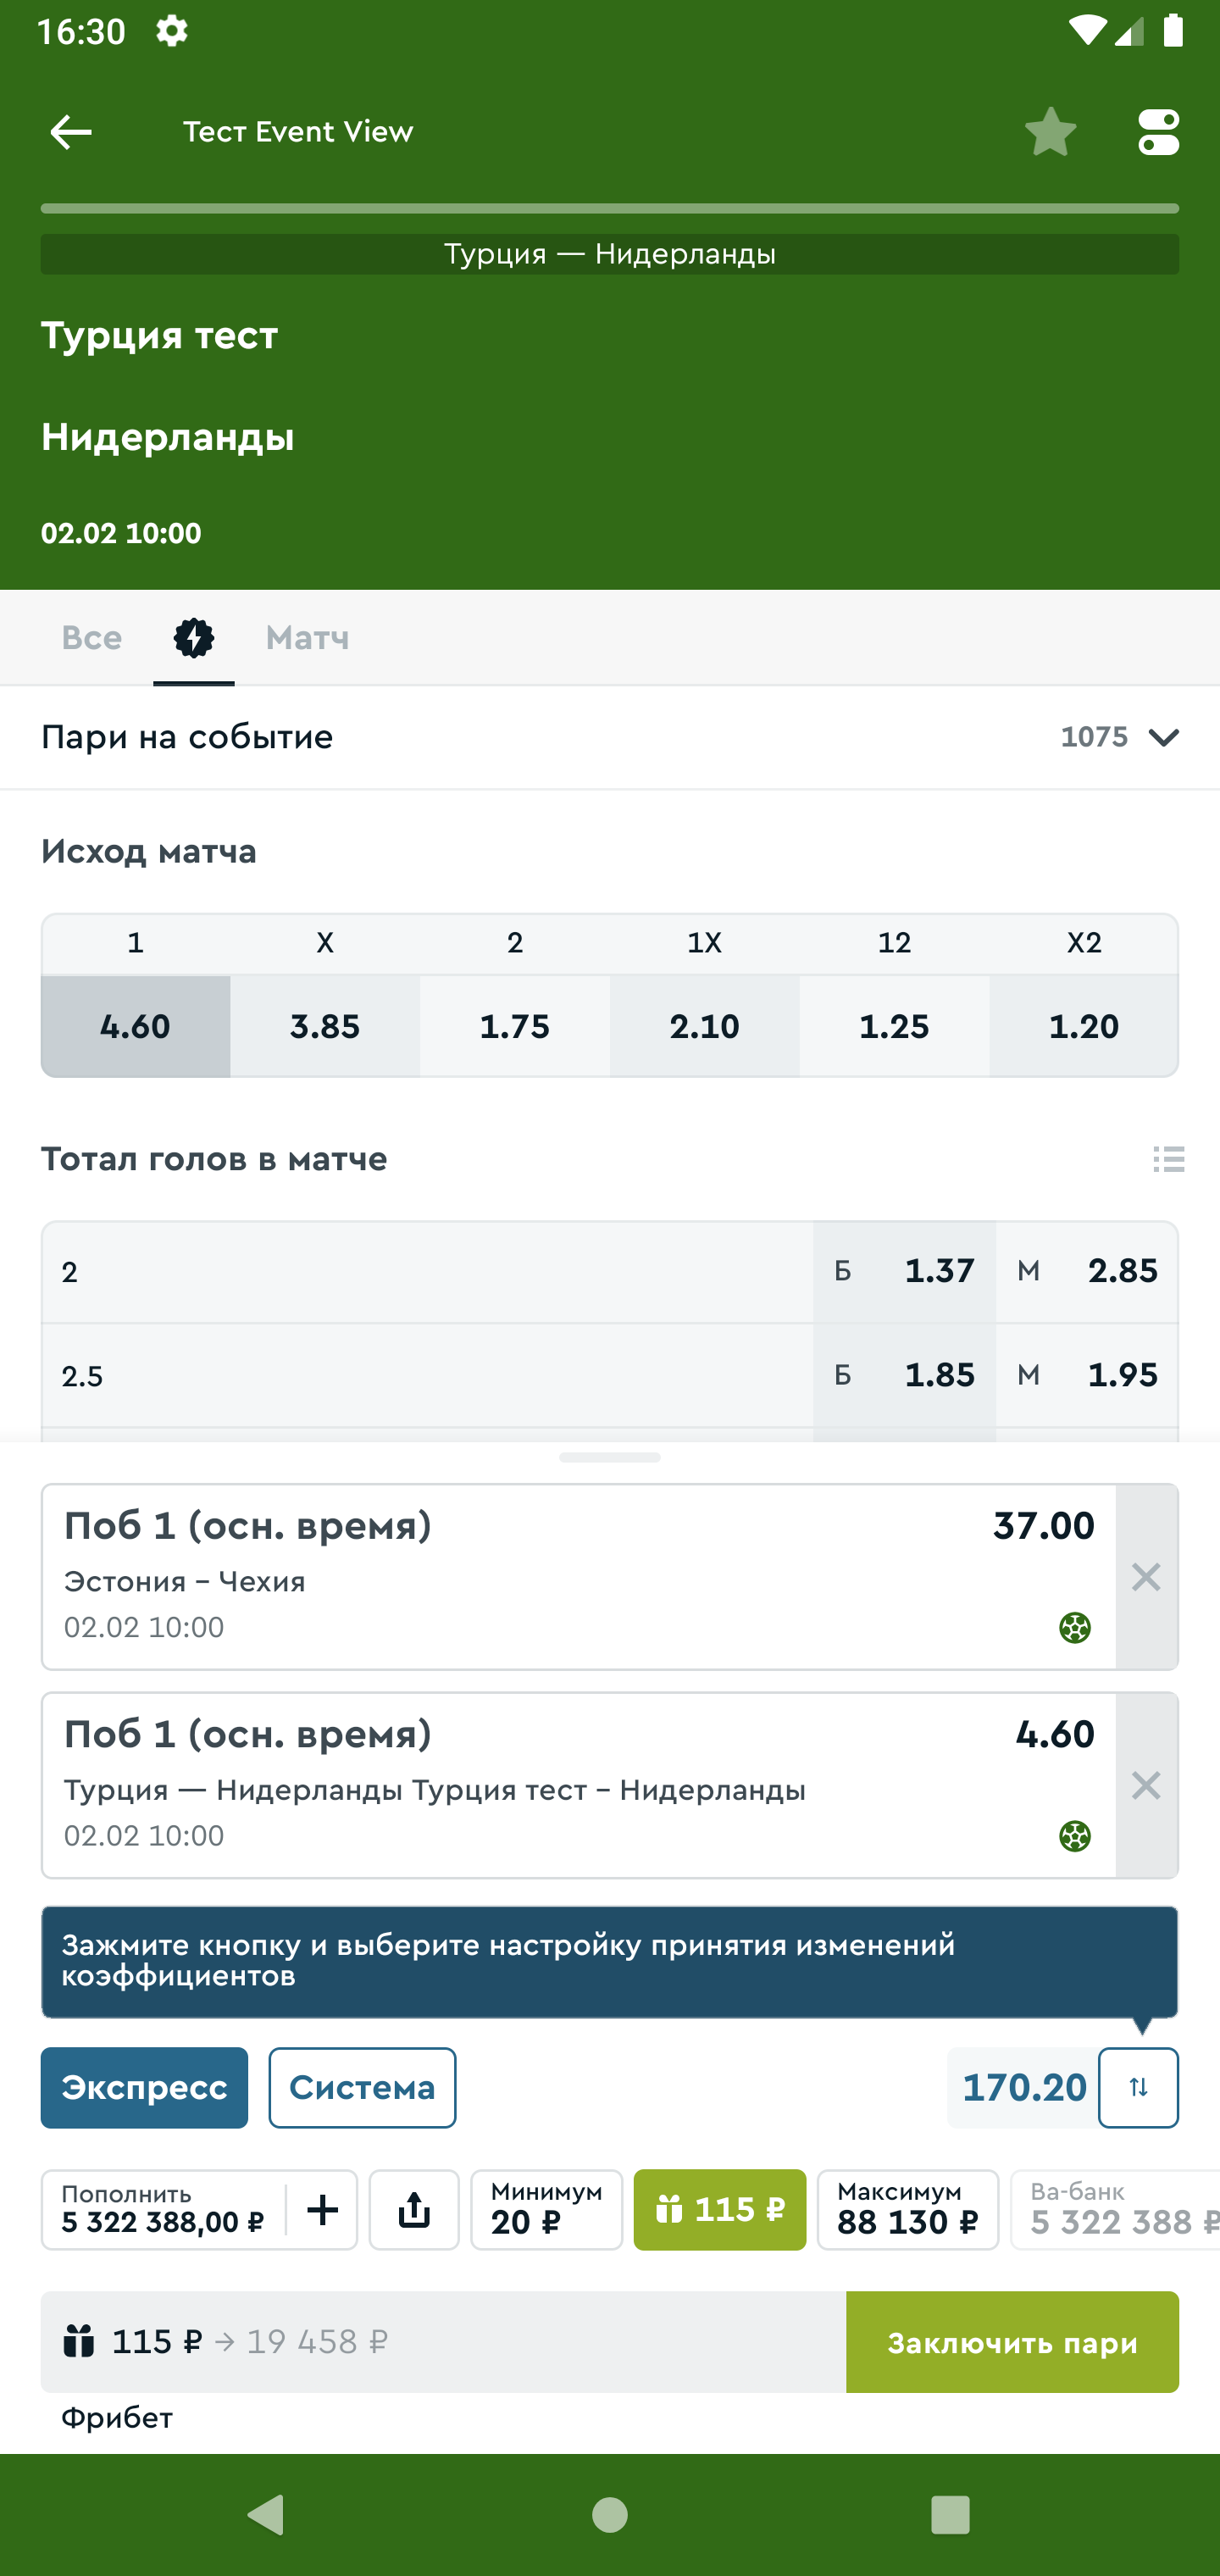 16:30
Тест Event View
Турция — Нидерланды
Турция тест
Нидерланды
02.02 10:00
Все Матч
Пари на событие 1075
Исход матча
1 X 2 1X 12 X2
4.60 3.85 1.75 2.10 1.25 1.20
Тотал голов в матче
2 Б 1.37 М 2.85
2.5 Б 1.85 М 1.95
Поб 1 (осн. время) 37.00
Эстония – Чехия
02.02 10:00
Поб 1 (осн. время) 4.60
Турция — Нидерланды Турция тест – Нидерланды
02.02 10:00
Зажмите кнопку и выберите настройку принятия изменений
коэффициентов
Экспресс Система 170.20
Пополнить Минимум Максимум Ва-банк
5 322 388,00 ₽ 20 ₽ 115 ₽ 88 130 ₽ 5 322 388 ₽
115 ₽ → 19 458 ₽ Заключить пари
Фрибет